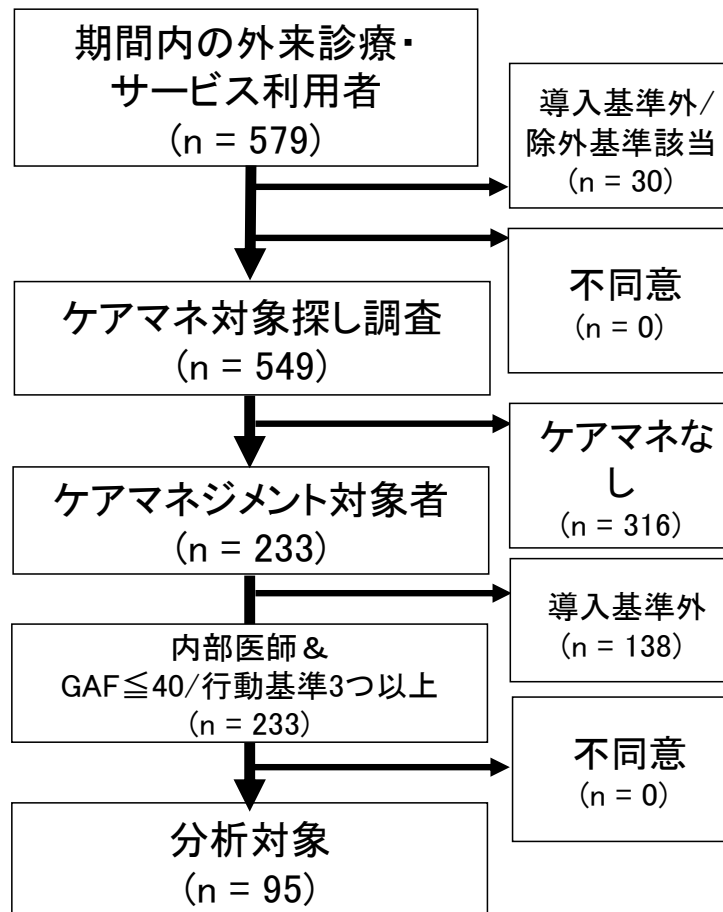 期間内の外来診療・
サービス利用者
(n = 579)
導入基準外/
除外基準該当
(n = 30)
不同意
(n = 0)
ケアマネ対象探し調査
(n = 549)
ケアマネな
し
(n = 316)
ケアマネジメント対象者
(n = 233)
導入基準外
(n = 138)
内部医師&
GAF≦40/行動基準3つ以上
(n = 233)
不同意
(n = 0)
分析対象
(n = 95)